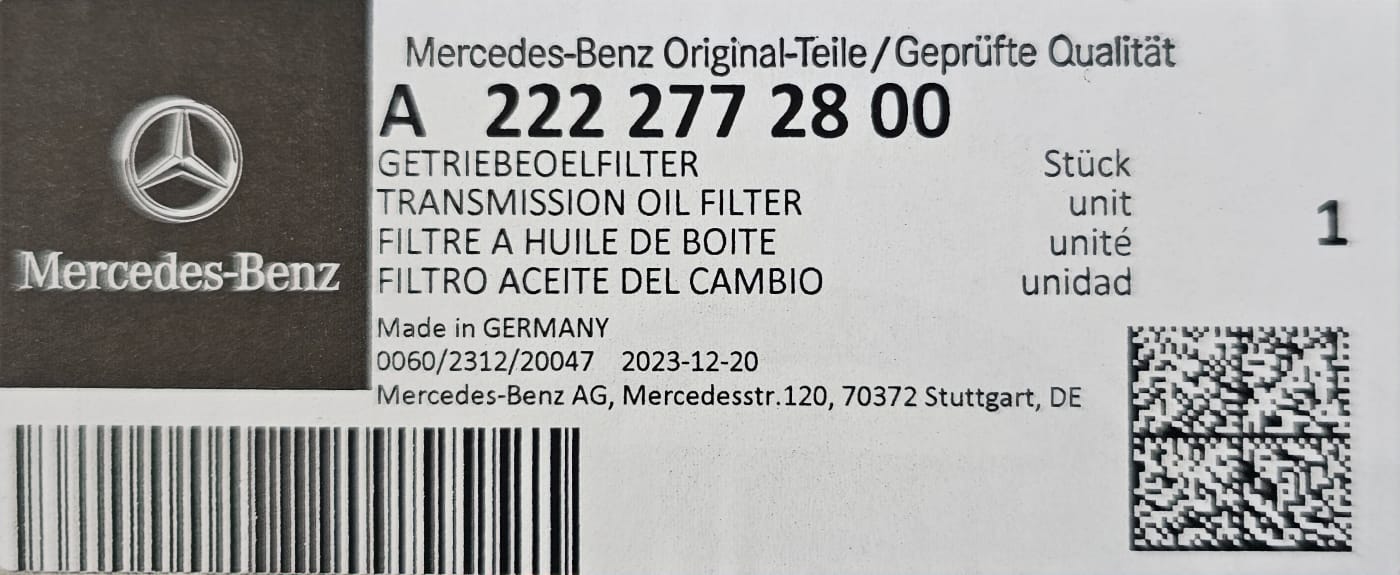 Mercedes-Benz Original-Teile/Geprüfte Qualität
A 222 277 28 00
GETRIEBEOELFILTER Stück
TRANSMISSION OIL FILTER unit
FILTRE A HUILE DE BOITE unité
FILTRO ACEITE DEL CAMBIO unidad
1
Mercedes-Benz
Made in GERMANY
0060/2312/20047 2023-12-20
Mercedes-Benz AG, Mercedesstr.120, 70372 Stuttgart, DE